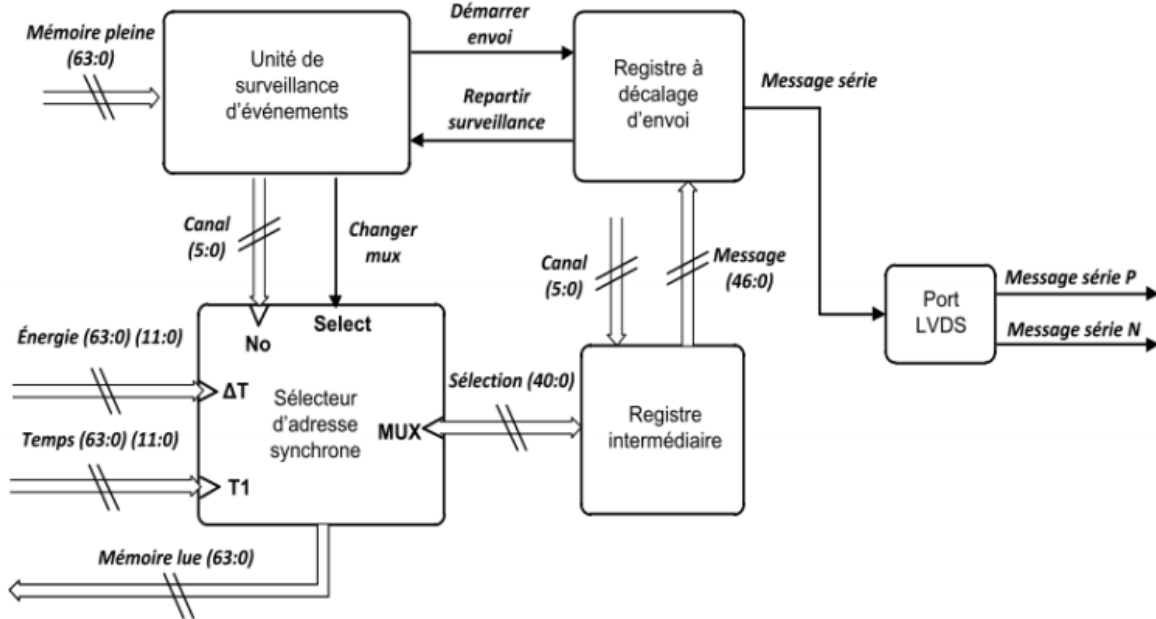 Mémoire pleine
(63:0)
Unité de
surveillance
d'événements
Démarrer
envoi
Repartir
surveillance
Registre à
décalage
d'envoi
Message série
Canal
(5:0)
Changer
mux
Canal
(5:0)
Message
(46:0)
Port
LVDS
Message série P
Message série N
No
Select
Énergie (63:0) (11:0)
ΔT
Temps (63:0) (11:0)
T1
Sélecteur
d'adresse
synchrone
MUX
Sélection (40:0)
Registre
intermédiaire
Mémoire lue (63:0)